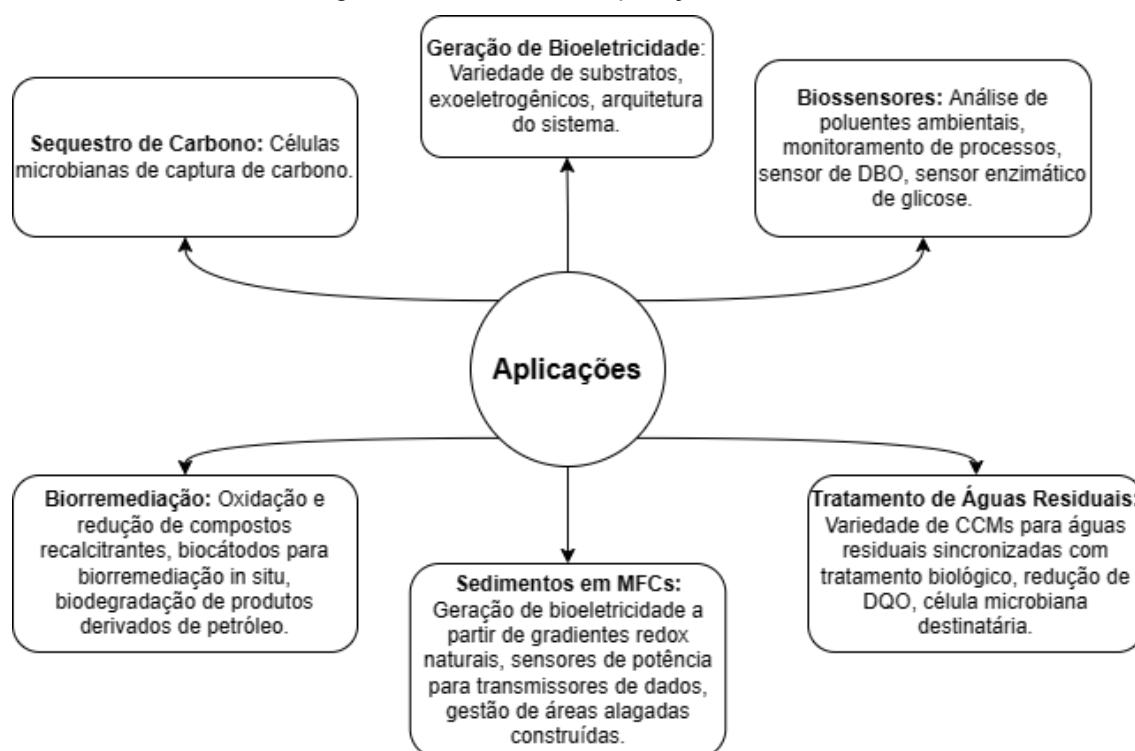 Geração de Bioeletricidade:
Variedade de substratos,
exoeletrogênicos, arquitetura
do sistema.
Sequestro de Carbono: Células
microbianas de captura de carbono.
Biossensores: Análise de
poluentes ambientais,
monitoramento de processos,
sensor de DBO, sensor enzimático
de glicose.
Aplicações
Biorremediação: Oxidação e
redução de compostos
recalcitrantes, biocátodos para
biorremediação in situ,
biodegradação de produtos
derivados de petróleo.
Sedimentos em MFCs:
Geração de bioeletricidade a
partir de gradientes redox
naturais, sensores de potência
para transmissores de dados,
gestão de áreas alagadas
construídas.
Tratamento de Águas Residuais:
Variedade de CCMs para águas
residuais sincronizadas com
tratamento biológico, redução de
DQO, célula microbiana
destinatária.